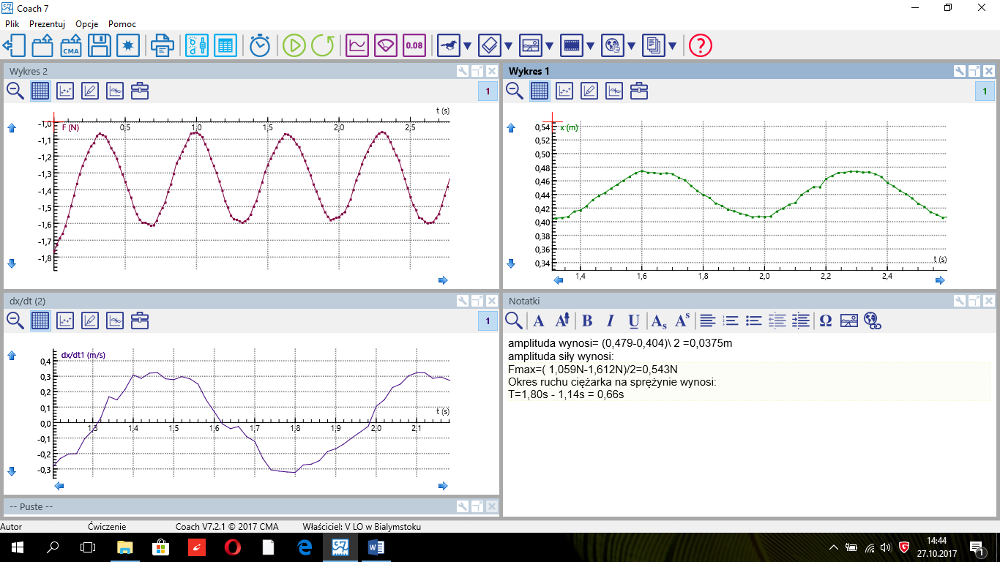 Coach 7
Plik Prezentuj Opcje Pomoc
CMA 0.08 ?
Wykres 2
1
t (s)
F (N)
0,5 1,0 1,5 2,0 2,5
-1,0
-1,1
-1,2
-1,3
-1,4
-1,5
-1,6
-1,7
-1,8
Wykres 1
1
x (m)
0,54
0,52
0,50
0,48
0,46
0,44
0,42
0,40
0,38
0,36
0,34
t (s)
1,4 1,6 1,8 2,0 2,2 2,4
dx/dt (2)
1
dx/dt1 (m/s)
0,4
0,3
0,2
0,1
0,0
-0,1
-0,2
-0,3
t (s)
1,3 1,4 1,5 1,6 1,7 1,8 1,9 2,0 2,1
Notatki
A A B I U As As Ω
amplituda wynosi= (0,479-0,404)\ 2 =0,0375m
amplituda siły wynosi:
Fmax=( 1,059N-1,612N)/2=0,543N
Okres ruchu ciężarka na sprężynie wynosi:
T=1,80s - 1,14s = 0,66s
-- Puste --
Autor Ćwiczenie Coach V7.2.1 © 2017 CMA Właściciel: V LO w Bialymstoku
14:44
27.10.2017
1